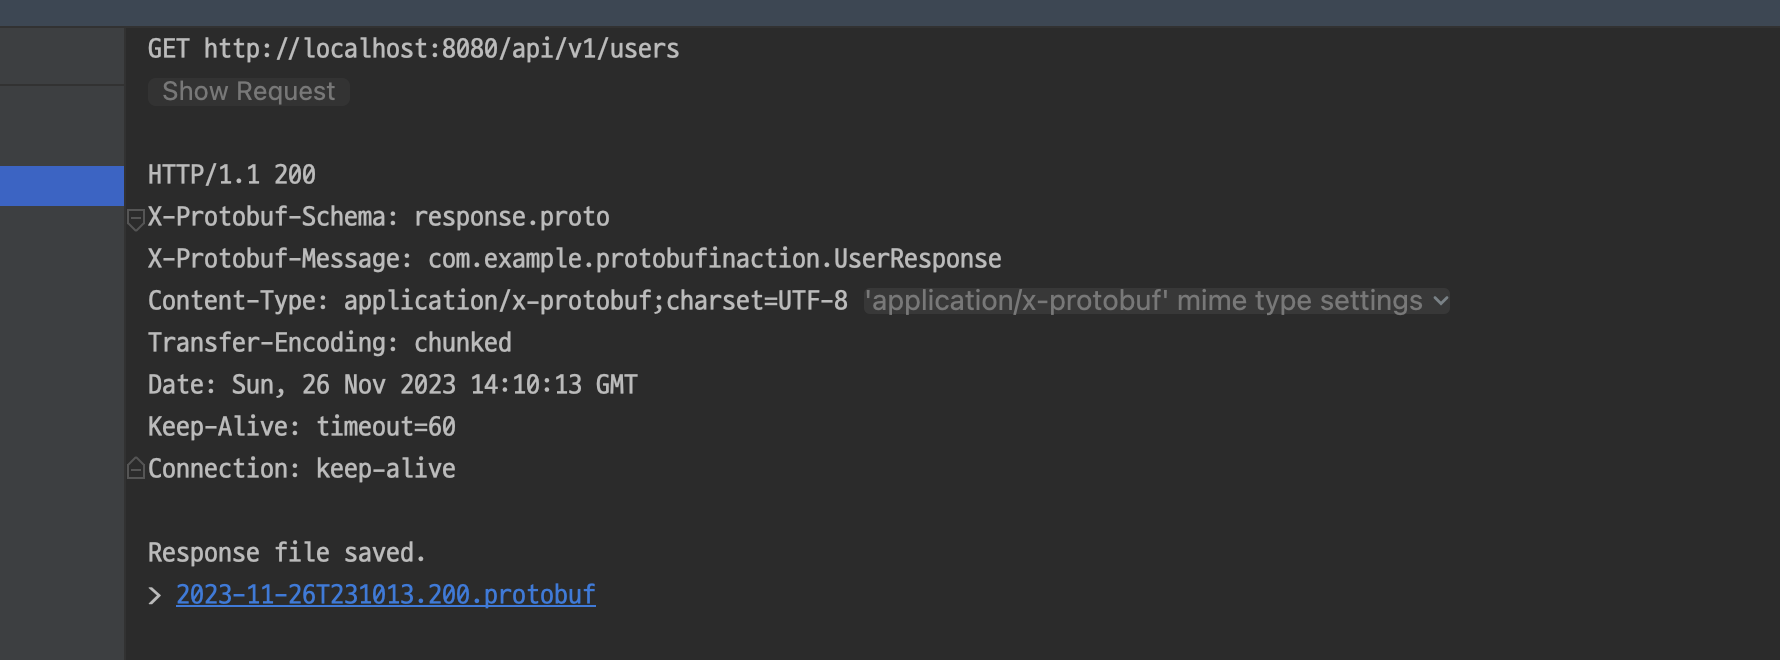 GET http://localhost:8080/api/v1/users
Show Request
HTTP/1.1 200
X-Protobuf-Schema: response.proto
X-Protobuf-Message: com.example.protobufinaction.UserResponse
Content-Type: application/x-protobuf;charset=UTF-8 'application/x-protobuf' mime type settings
Transfer-Encoding: chunked
Date: Sun, 26 Nov 2023 14:10:13 GMT
Keep-Alive: timeout=60
Connection: keep-alive
Response file saved.
> 2023-11-26T231013.200.protobuf